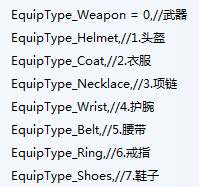 EquipType_Weapon = 0,//武器
EquipType_Helmet,//1.头盔
EquipType_Coat,//2.衣服
EquipType_Necklace,//3.项链
EquipType_Wrist,//4.护腕
EquipType_Belt,//5.腰带
EquipType_Ring,//6.戒指
EquipType_Shoes,//7.鞋子